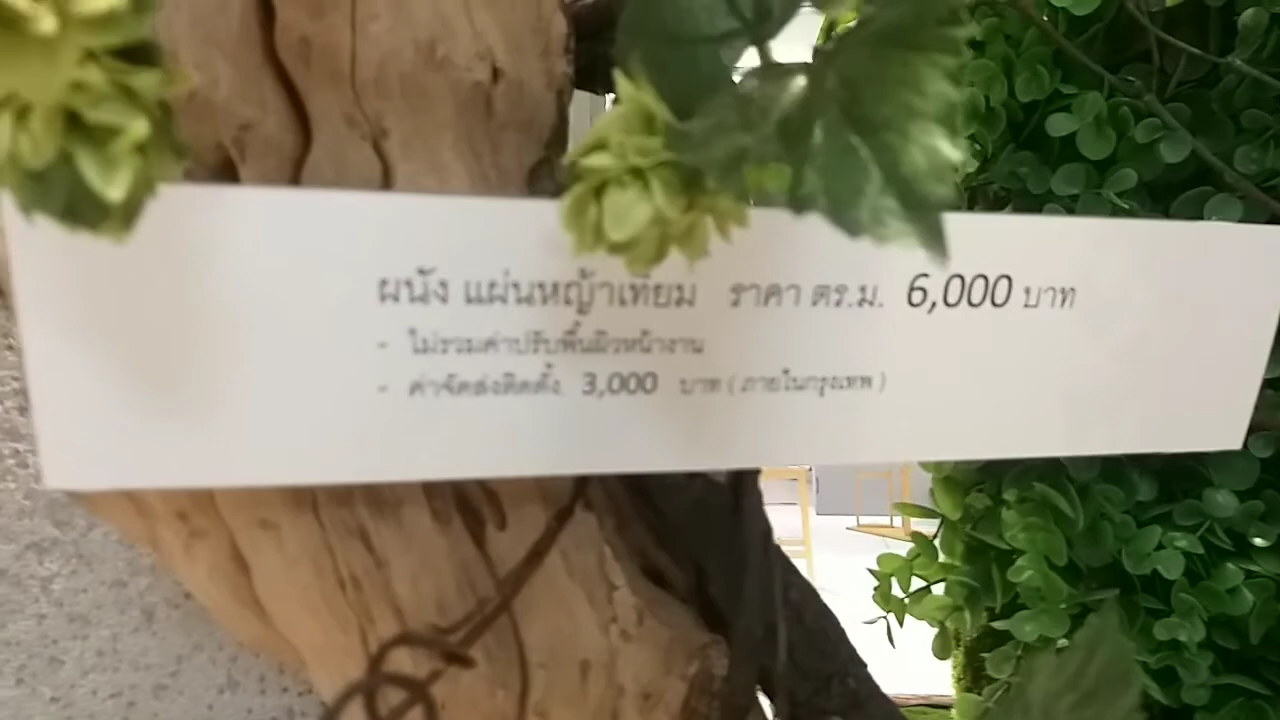 ผนัง แผ่นหญ้าเทียม ราคา ตร.ม. 6,000 บาท
- ไม่รวมค่าปรับพื้นผิวหน้างาน
- ค่าจัดส่งติดตั้ง 3,000 บาท ( ภายในกรุงเทพ )